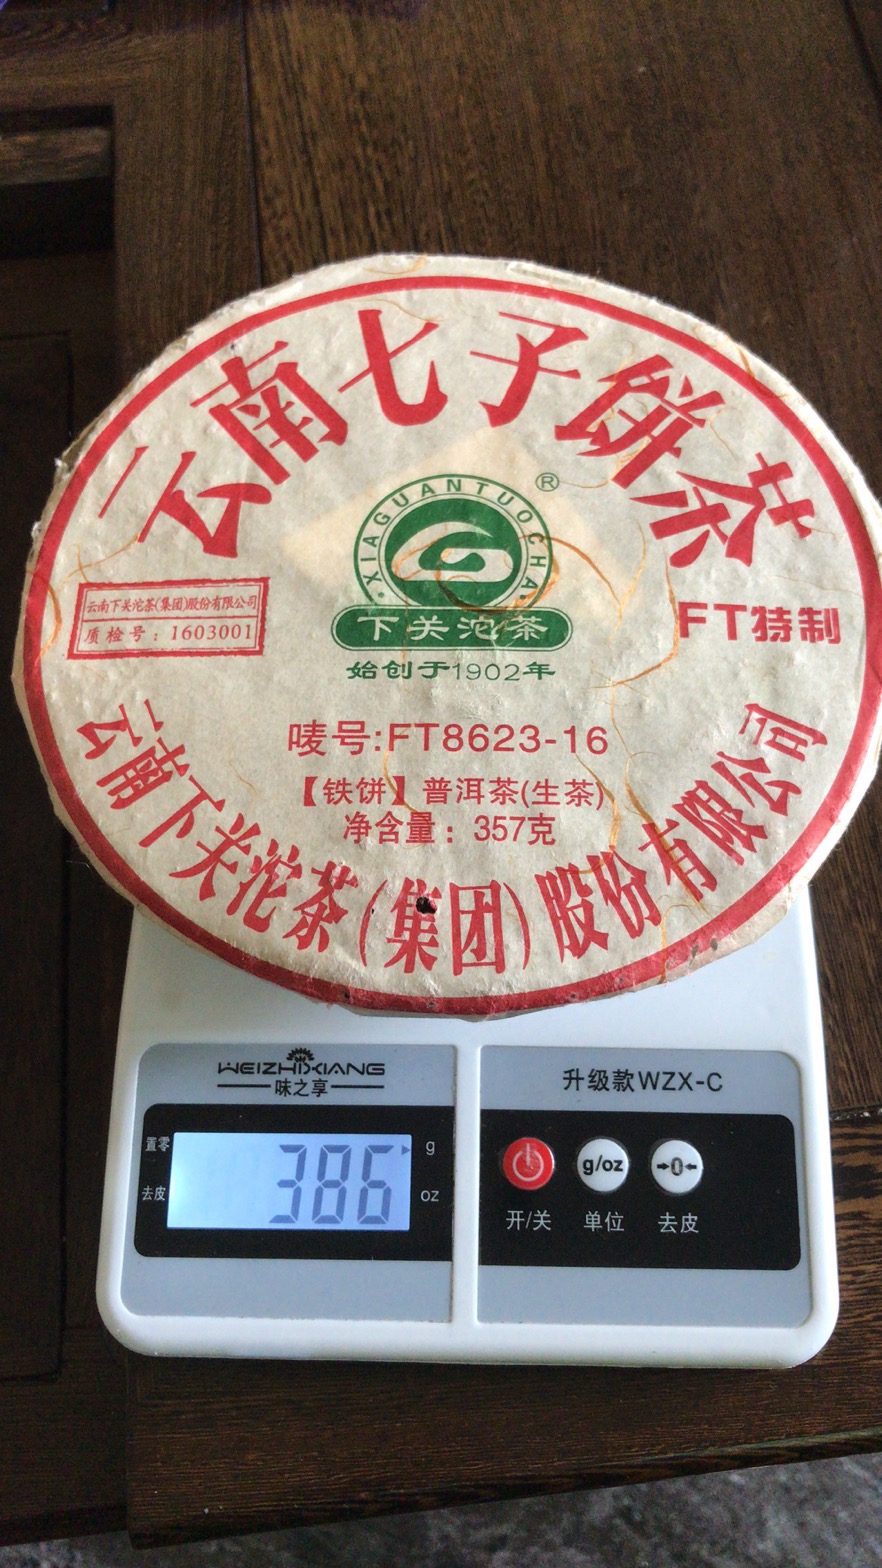 云南七子饼茶
XIAGUANTUOCHA
®
下关沱茶
始创于1902年
云南下关沱茶(集团)股份有限公司
质检号:1603001
FT特制
唛号:FT8623-16
【铁饼】普洱茶(生茶)
净含量:357克
云南下关沱茶(集团)股份有限公司
WEIZHIXIANG
味之享
升级款WZX-C
置零
去皮
386
g
oz
g/oz
→0←
开/关
单位
去皮